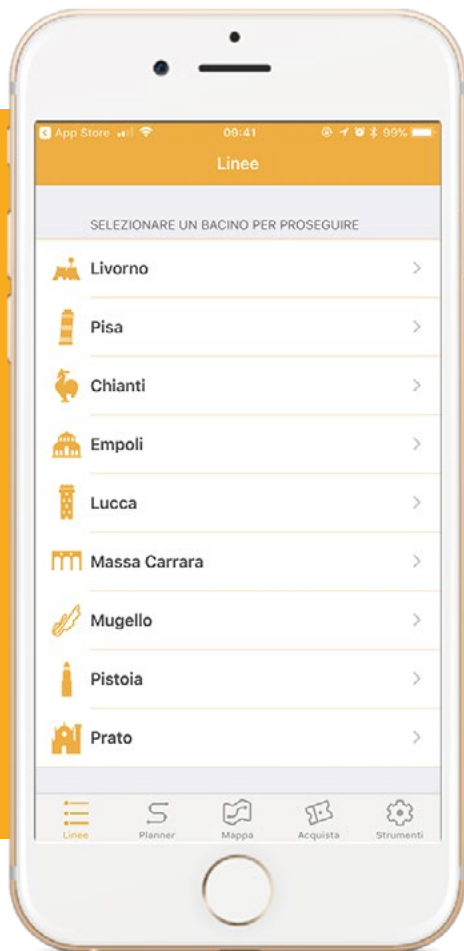 App Store 09:41 99%
Linee
SELEZIONARE UN BACINO PER PROSEGUIRE
Livorno
Pisa
Chianti
Empoli
Lucca
Massa Carrara
Mugello
Pistoia
Prato
Linee Planner Mappa Acquista Strumenti